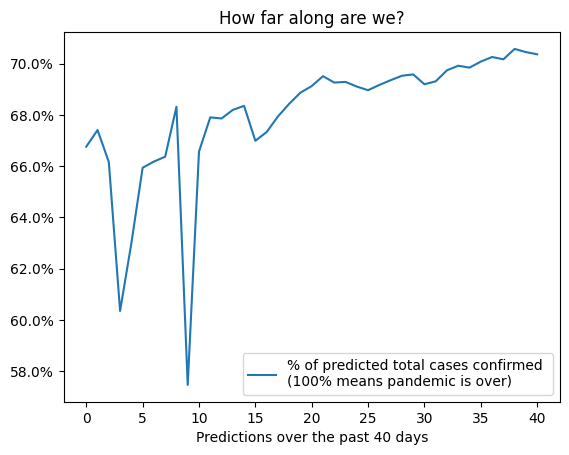 How far along are we?
70.0%
68.0%
66.0%
64.0%
62.0%
60.0%
58.0%
% of predicted total cases confirmed
(100% means pandemic is over)
0 5 10 15 20 25 30 35 40
Predictions over the past 40 days